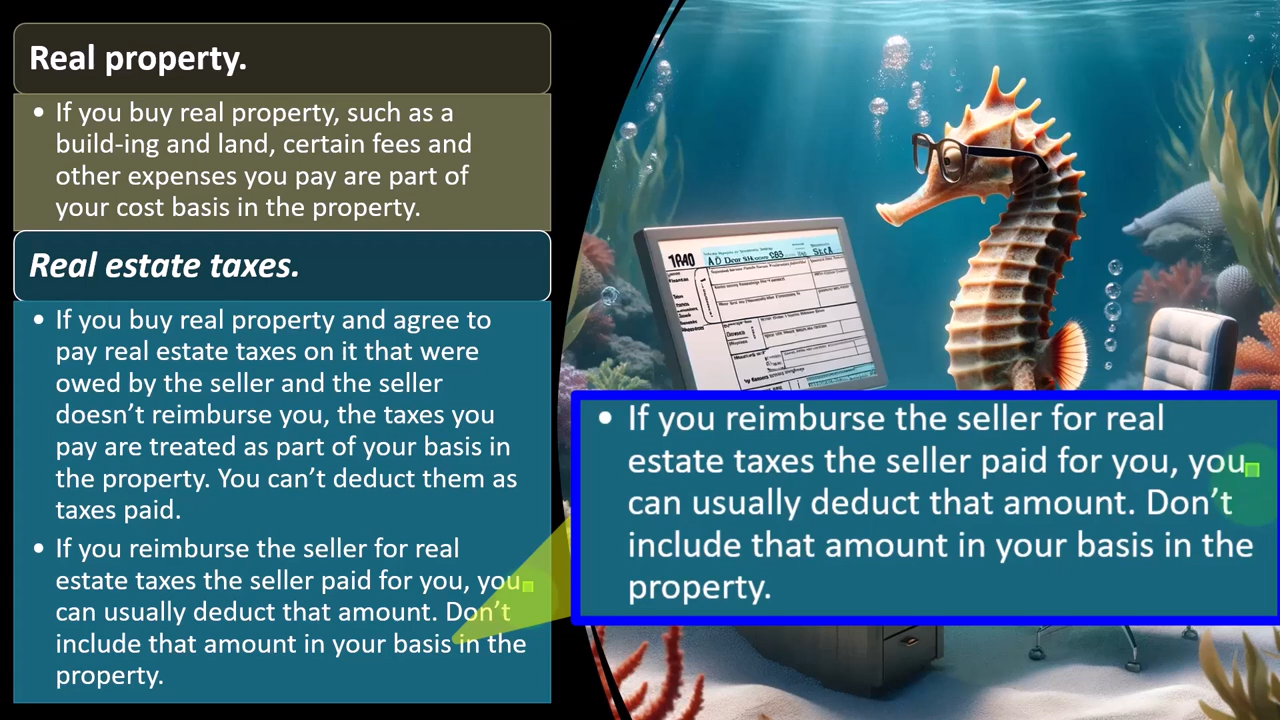 Real property.
• If you buy real property, such as a
build-ing and land, certain fees and
other expenses you pay are part of
your cost basis in the property.
Real estate taxes.
• If you buy real property and agree to
pay real estate taxes on it that were
owed by the seller and the seller
doesn’t reimburse you, the taxes you
pay are treated as part of your basis in
the property. You can’t deduct them as
taxes paid.
• If you reimburse the seller for real
estate taxes the seller paid for you, you
can usually deduct that amount. Don’t
include that amount in your basis in the
property.
• If you reimburse the seller for real
estate taxes the seller paid for you, you
can usually deduct that amount. Don’t
include that amount in your basis in the
property.
1040